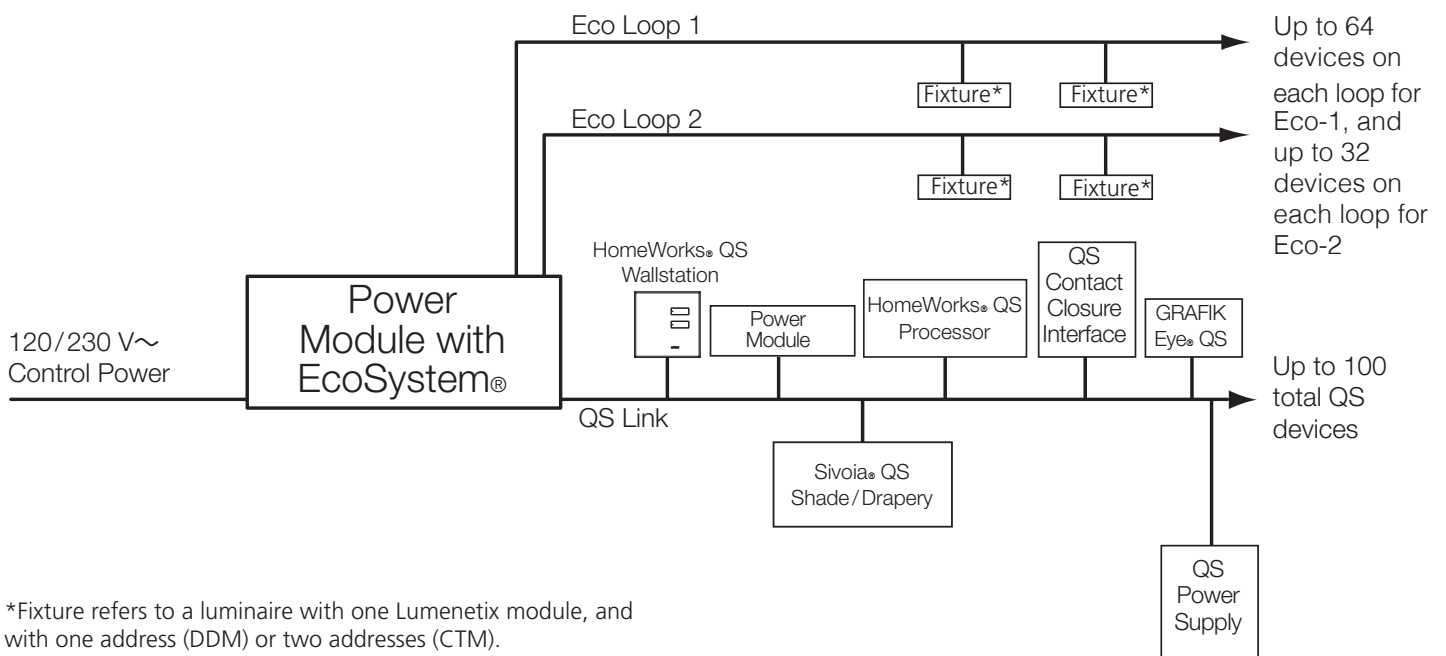 Eco Loop 1
Up to 64
devices on
each loop for
Eco-1, and
up to 32
devices on
each loop for
Eco-2
Fixture*
Fixture*
Eco Loop 2
Fixture*
Fixture*
HomeWorks® QS
Wallstation
Power
Module
HomeWorks® QS
Processor
QS
Contact
Closure
Interface
GRAFIK
Eye® QS
Power
Module with
EcoSystem®
120/230 V~
Control Power
QS Link
Up to 100
total QS
devices
Sivoia® QS
Shade/Drapery
QS
Power
Supply
*Fixture refers to a luminaire with one Lumenetix module, and
with one address (DDM) or two addresses (CTM).